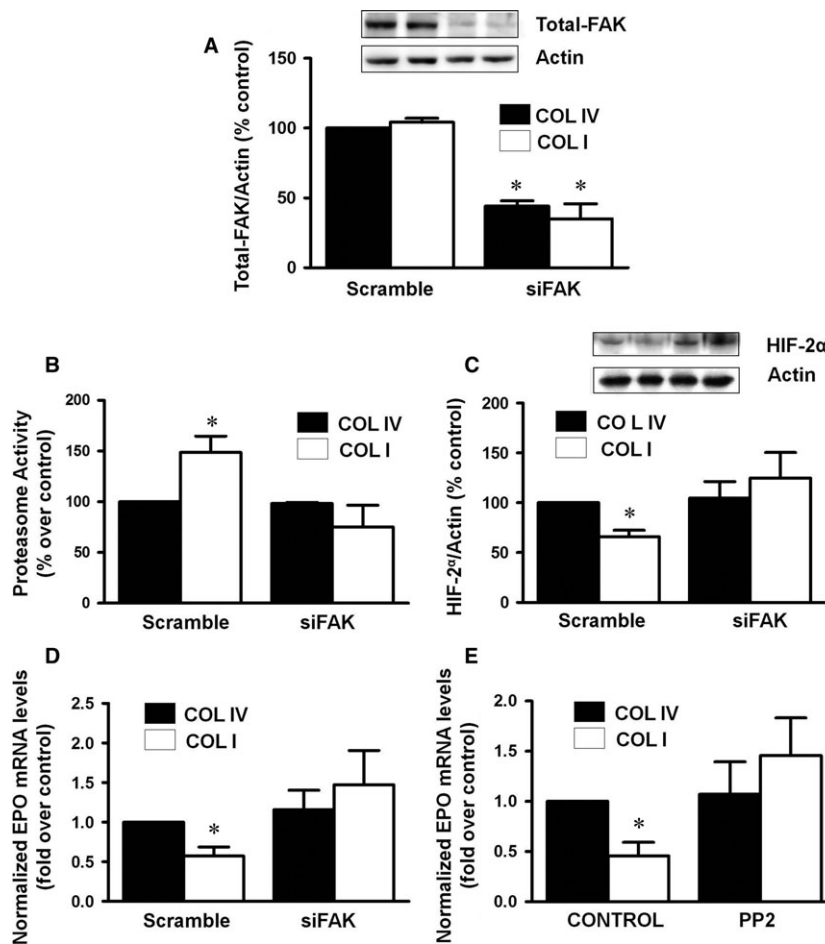 A
Total-FAK
Actin
Total-FAK/Actin (% control)
150
100
50
0
COL IV
COL I
* *
Scramble siFAK
B
Proteasome Activity
(% over control)
200
150
100
50
0
*
COL IV
COL I
Scramble siFAK
C
HIF-2α
Actin
HIF-2α/Actin (% control)
200
150
100
50
0
CO L IV
COL I
*
Scramble siFAK
D
Normalized EPO mRNA levels
(fold over control)
2.5
2.0
1.5
1.0
0.5
0.0
COL IV
COL I
*
Scramble siFAK
E
Normalized EPO mRNA levels
(fold over control)
2.0
1.5
1.0
0.5
0.0
COL IV
COL I
*
CONTROL PP2